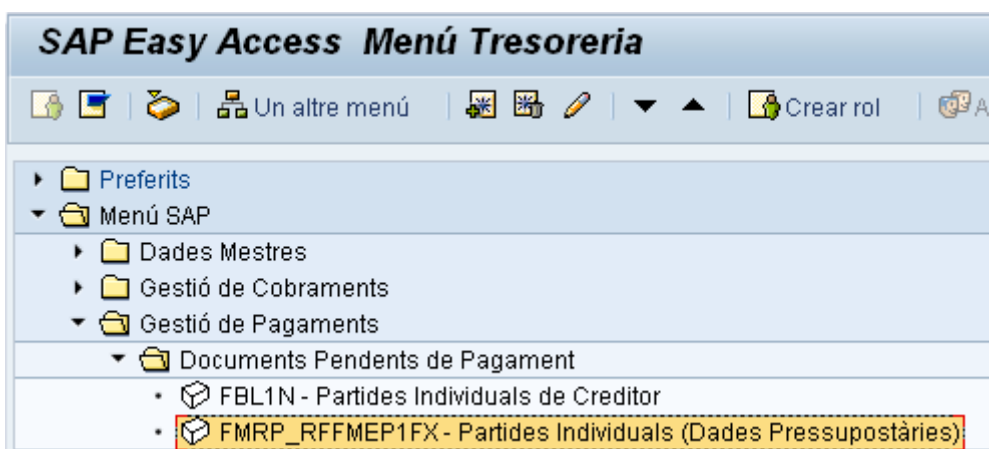 SAP Easy Access Menú Tresoreria
Un altre menú Crear rol A
Preferits
Menú SAP
Dades Mestres
Gestió de Cobraments
Gestió de Pagaments
Documents Pendents de Pagament
FBL1N - Partides Individuals de Creditor
FMRP_RFFMEP1FX - Partides Individuals (Dades Pressupostàries)